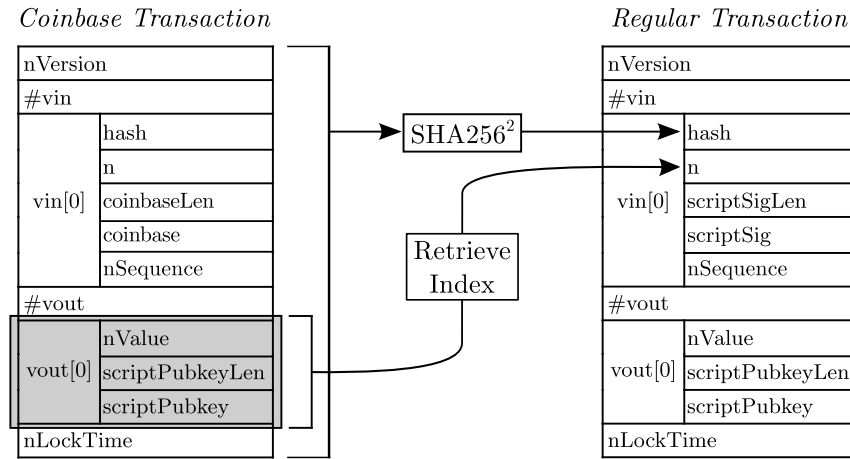 Coinbase Transaction
nVersion
#vin
vin[0]
hash
n
coinbaseLen
coinbase
nSequence
#vout
vout[0]
nValue
scriptPubkeyLen
scriptPubkey
nLockTime
SHA256²
Retrieve
Index
Regular Transaction
nVersion
#vin
vin[0]
hash
n
scriptSigLen
scriptSig
nSequence
#vout
vout[0]
nValue
scriptPubkeyLen
scriptPubkey
nLockTime